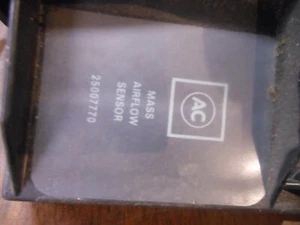 AC
MASS
AIRFLOW
SENSOR
25007770